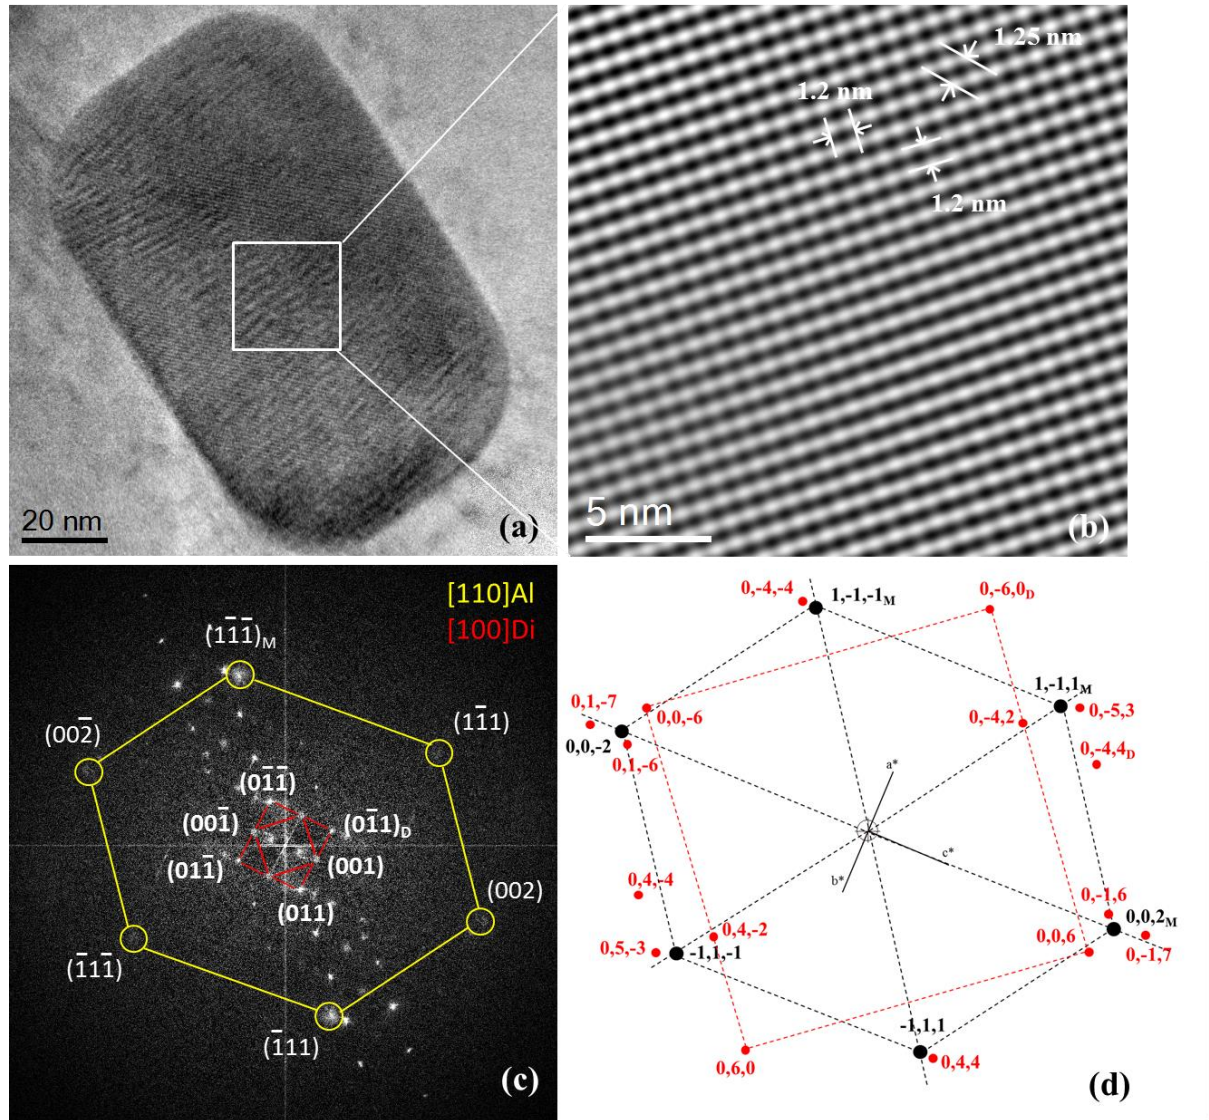 20 nm
(a)
1.25 nm
1.2 nm
1.2 nm
5 nm
(b)
[110]Al
[100]Di
(11̅1̅)M
(002̅)
(11̅1)
(01̅1̅)
(001̅)
(01̅1)D
(011̅)
(001)
(011)
(002)
(1̅11̅)
(1̅11)
(c)
0,-4,-4
1,-1,-1M
0,-6,0D
0,1,-7
0,0,-6
1,-1,1M
0,-5,3
0,-4,2
0,0,-2
0,1,-6
0,-4,4D
a*
c*
b*
0,4,-4
0,-1,6
0,0,2M
0,4,-2
0,5,-3
-1,1,-1
0,0,6
0,-1,7
-1,1,1
0,6,0
0,4,4
(d)